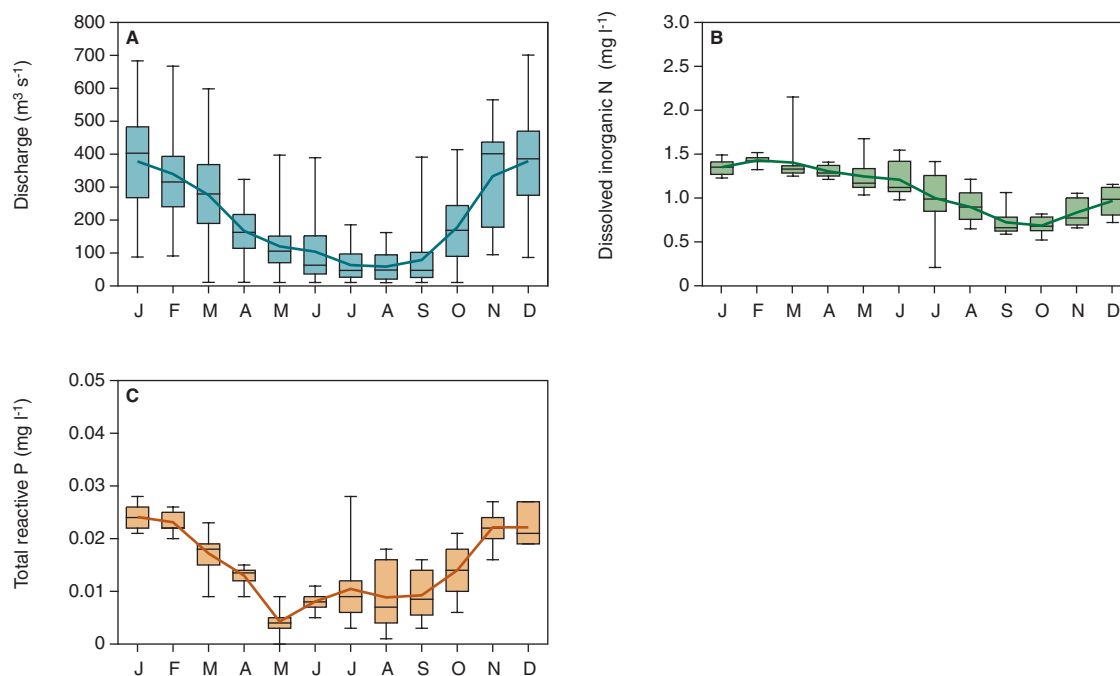 A
Discharge (m³ s⁻¹)
800
700
600
500
400
300
200
100
0
J F M A M J J A S O N D
B
Dissolved inorganic N (mg l⁻¹)
3.0
2.5
2.0
1.5
1.0
0.5
0
J F M A M J J A S O N D
C
Total reactive P (mg l⁻¹)
0.05
0.04
0.03
0.02
0.01
0
J F M A M J J A S O N D